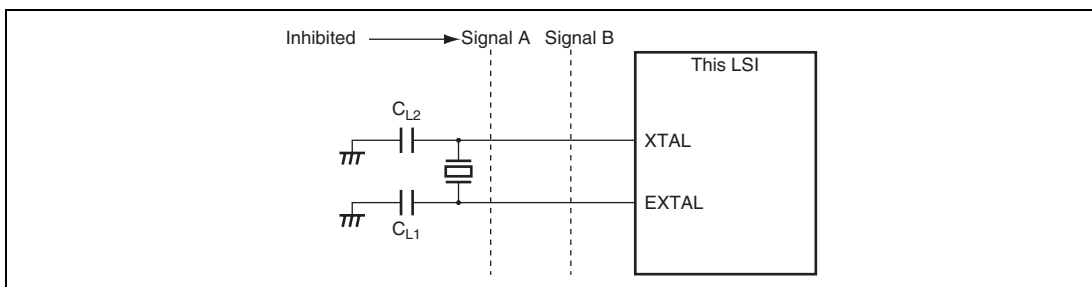 Inhibited Signal A Signal B
This LSI
CL2
XTAL
EXTAL
CL1